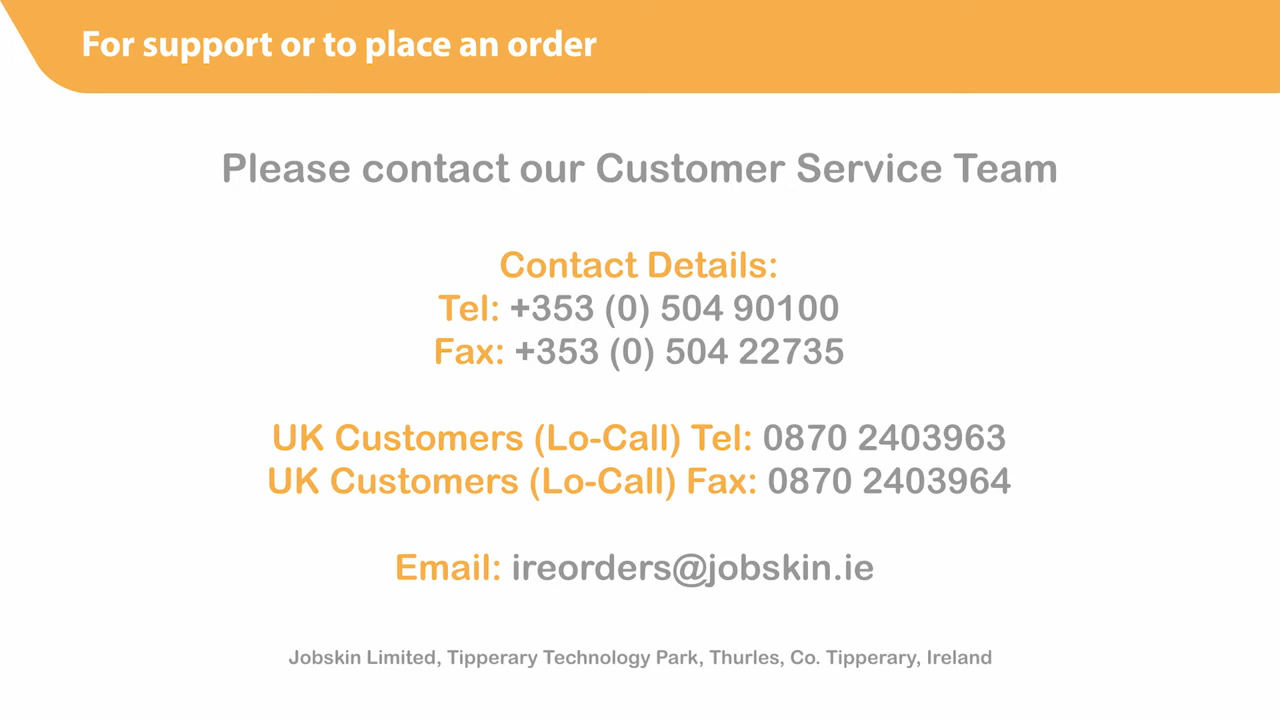 For support or to place an order
Please contact our Customer Service Team
Contact Details:
Tel: +353 (0) 504 90100
Fax: +353 (0) 504 22735
UK Customers (Lo-Call) Tel: 0870 2403963
UK Customers (Lo-Call) Fax: 0870 2403964
Email: ireorders@jobskin.ie
Jobskin Limited, Tipperary Technology Park, Thurles, Co. Tipperary, Ireland